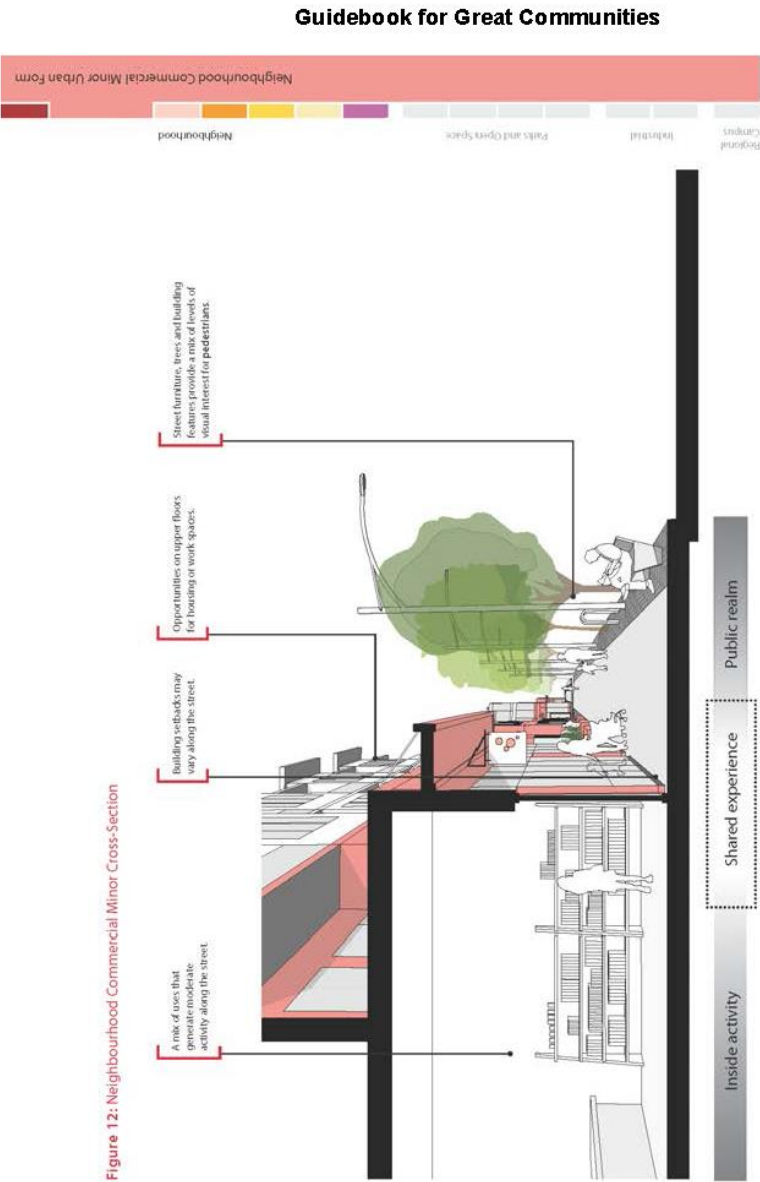 Guidebook for Great Communities
Neighbourhood Commercial Minor Urban Form
Neighbourhood
Parks and Open Space
Industrial
Regional
Campus
Figure 12: Neighbourhood Commercial Minor Cross-Section
A mix of uses that
generate moderate
activity along the street.
Building setbacks may
vary along the street.
Opportunities on upper floors
for housing or work spaces.
Street furniture, trees and building
features provide a mix of levels of
visual interest for pedestrians.
Inside activity
Shared experience
Public realm